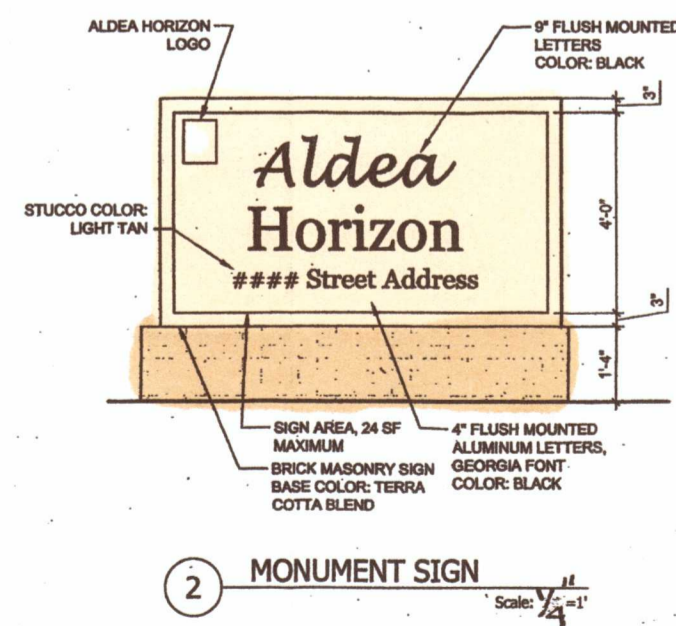 ALDEA HORIZON
LOGO
9" FLUSH MOUNTED
LETTERS
COLOR: BLACK
3"
Aldea
Horizon
#### Street Address
STUCCO COLOR:
LIGHT TAN
4'-0"
3"
1'-4"
SIGN AREA, 24 SF
MAXIMUM
BRICK MASONRY SIGN
BASE COLOR: TERRA
COTTA BLEND
4" FLUSH MOUNTED
ALUMINUM LETTERS,
GEORGIA FONT
COLOR: BLACK
2
MONUMENT SIGN
Scale: 1/4"=1'